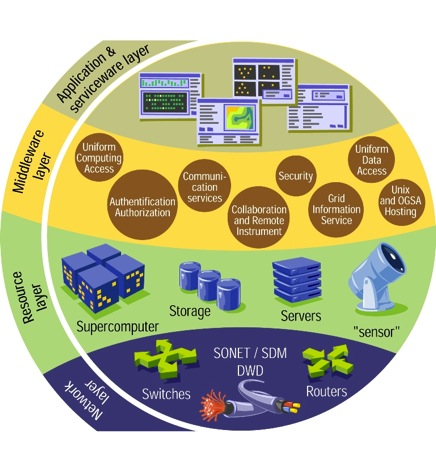 Application &
serviceware layer
Middleware
layer
Uniform
Computing
Access
Authentification
Authorization
Communi-
cation
services
Collaboration
and Remote
Instrument
Security
Grid
Information
Service
Uniform
Data
Access
Unix
and OGSA
Hosting
Resource
layer
Supercomputer
Storage
Servers
"sensor"
Network
layer
SONET / SDM
DWD
Switches
Routers